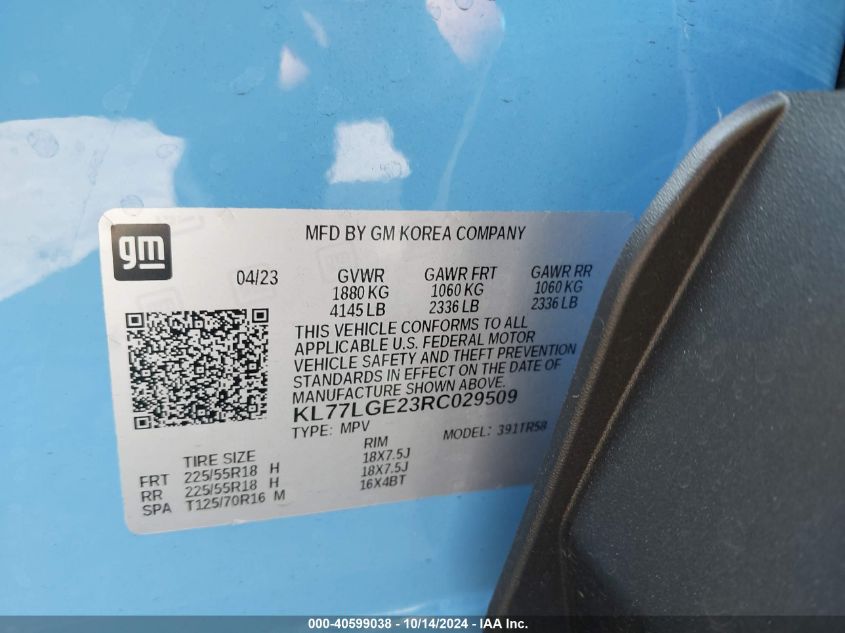 MFD BY GM KOREA COMPANY
gm
04/23 GVWR GAWR FRT GAWR RR
1880 KG 1060 KG 1060 KG
4145 LB 2336 LB 2336 LB
THIS VEHICLE CONFORMS TO ALL
APPLICABLE U.S. FEDERAL MOTOR
VEHICLE SAFETY AND THEFT PREVENTION
STANDARDS IN EFFECT ON THE DATE OF
MANUFACTURE SHOWN ABOVE.
KL77LGE23RC029509
TYPE: MPV MODEL: 391TR58
TIRE SIZE RIM
FRT 225/55R18 H 18X7.5J
RR 225/55R18 H 18X7.5J
SPA T125/70R16 M 16X4BT
000-40599038 - 10/14/2024 - IAA Inc.